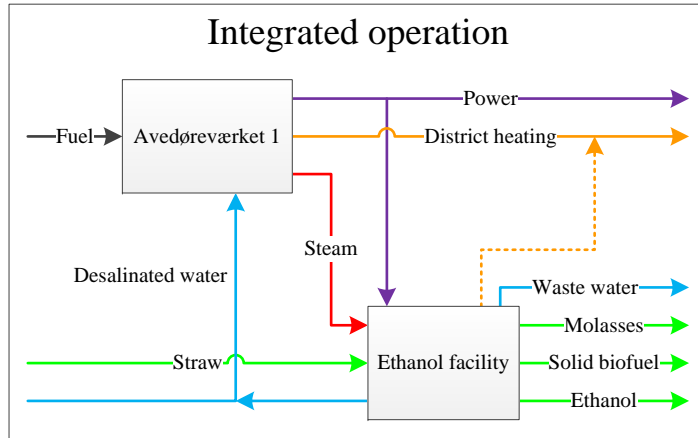 Integrated operation
Power
Fuel
Avedøreværket 1
District heating
Steam
Desalinated water
Waste water
Molasses
Straw
Ethanol facility
Solid biofuel
Ethanol